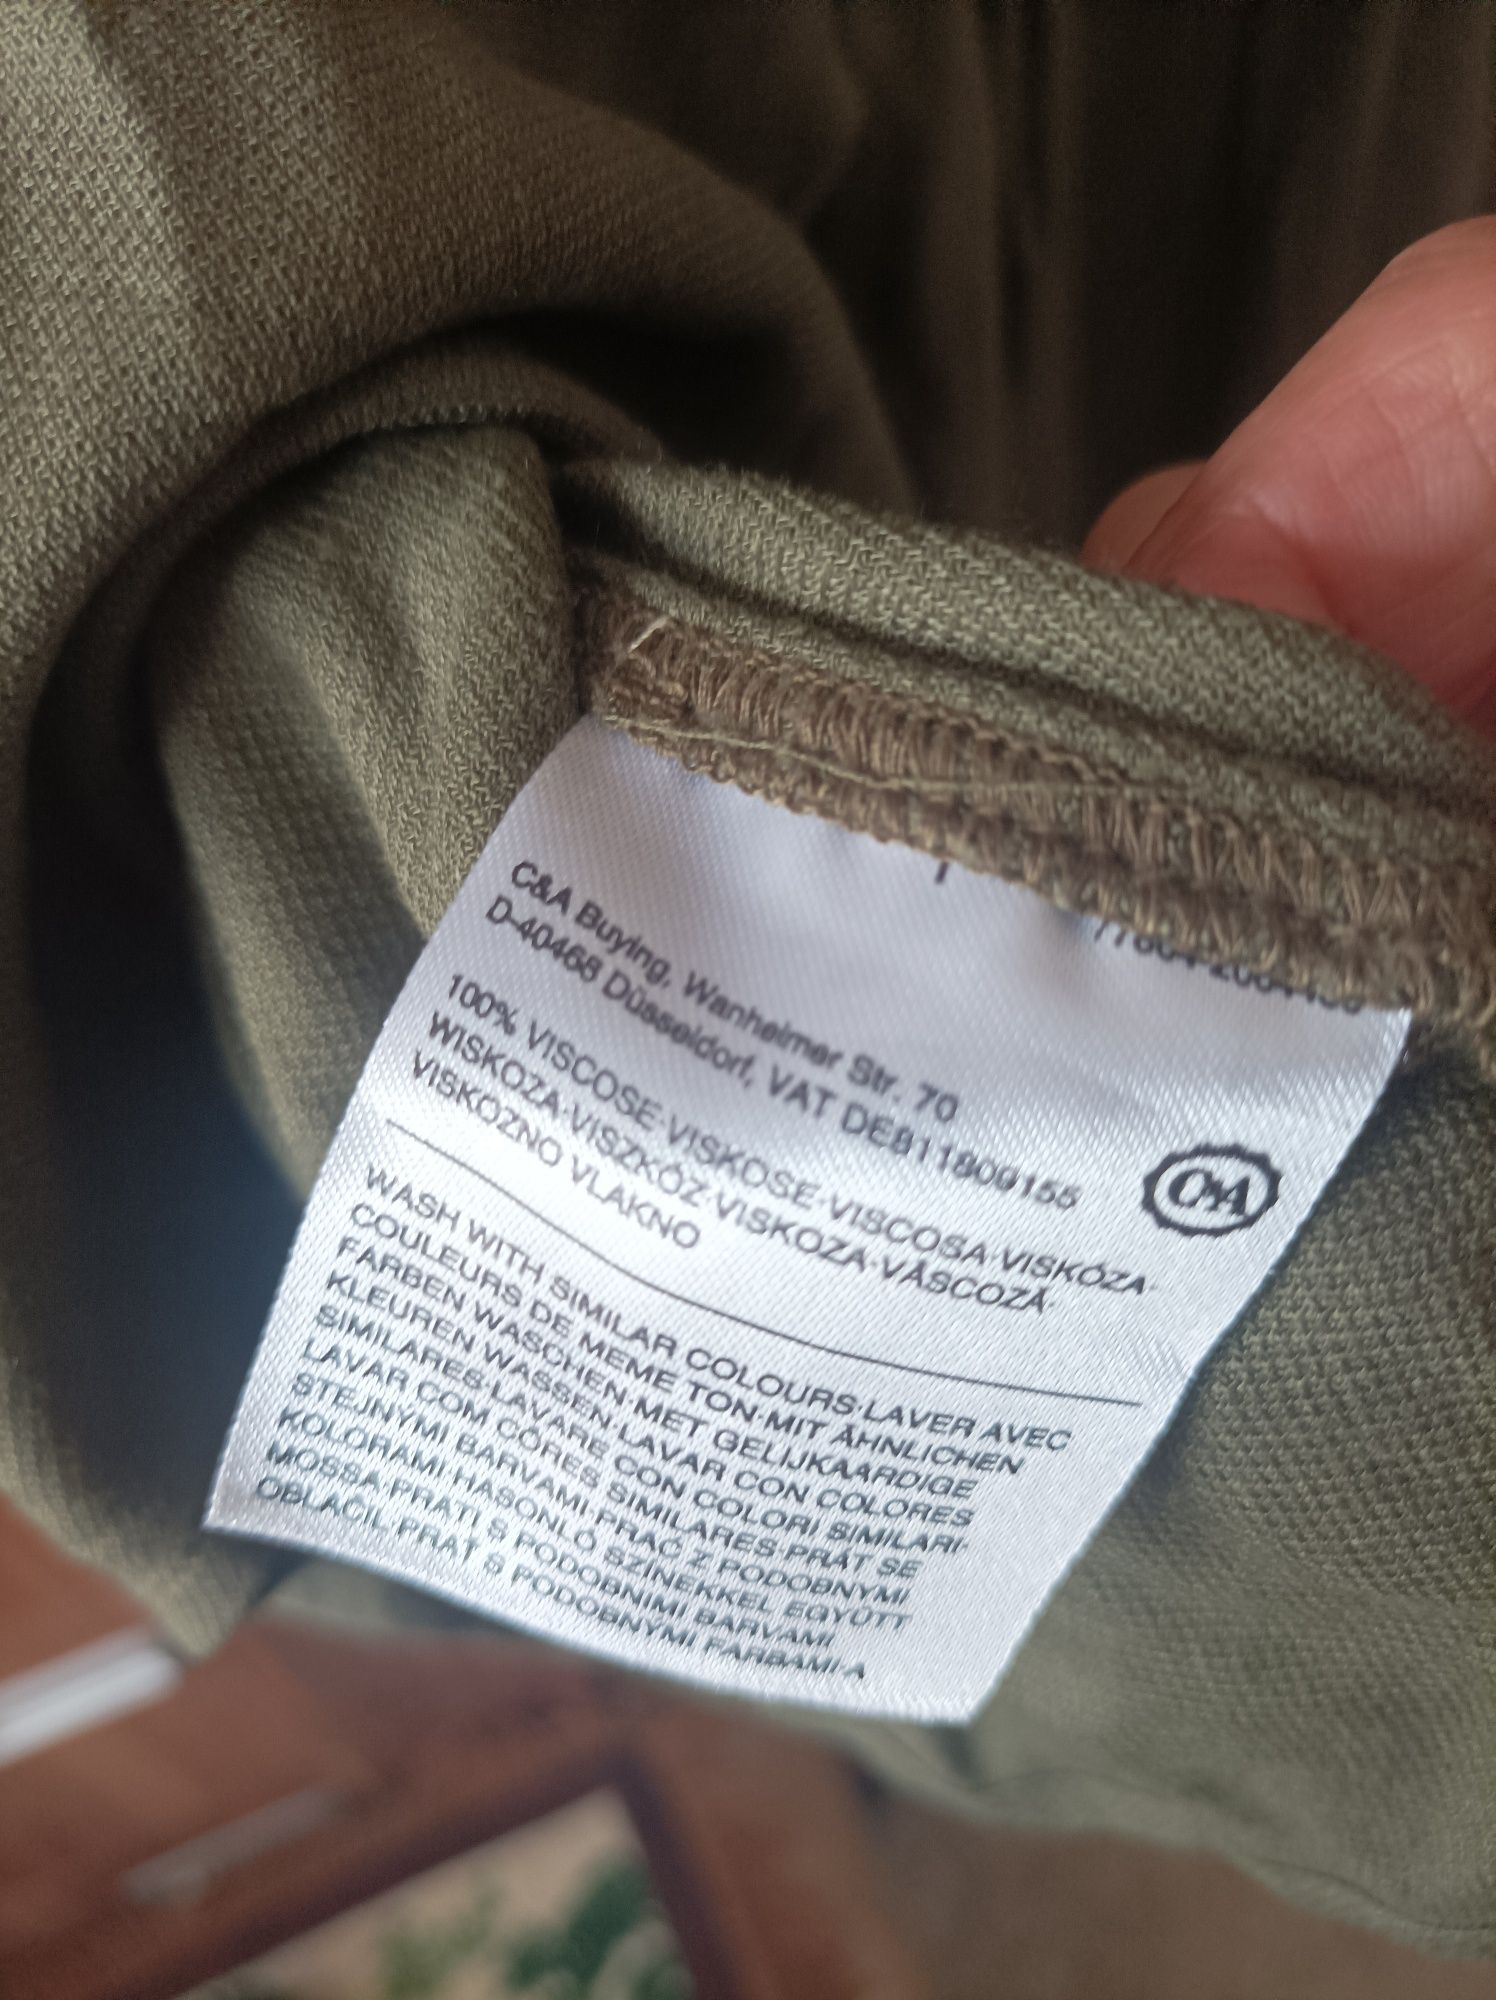 C&A Buying, Wanheimer Str. 70
D-40468 Düsseldorf, VAT DE811809155
C&A
100% VISCOSE·VISKOSE·VISCOSA·VISKÓZA·
WISKOZA·VISZKÓZ·VISKOZA·VÂSCOZĂ·
VISKOZNO VLAKNO
WASH WITH SIMILAR COLOURS·LAVER AVEC
COULEURS DE MEME TON·MIT ÄHNLICHEN
FARBEN WASCHEN·MET GELIJKAARDIGE
KLEUREN WASSEN·LAVAR CON COLORES
SIMILARES·LAVARE CON COLORI SIMILARI·
LAVAR COM CÔRES SIMILARES·PRÁT SE
STEJNÝMI BARVAMI·PRAĆ Z PODOBNYMI
KOLORAMI·HASONLÓ SZÍNEKKEL EGYÜTT
MOSSA·PRATI S PODOBNIMI BARVAMI
OBLAČIL·PRAT S PODOBNÝMI FARBAMI·A